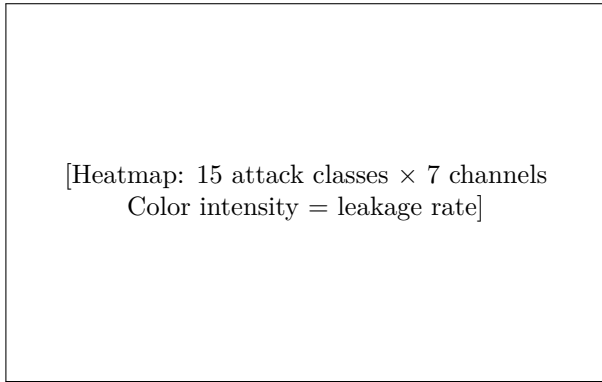 [Heatmap: 15 attack classes × 7 channels
Color intensity = leakage rate]